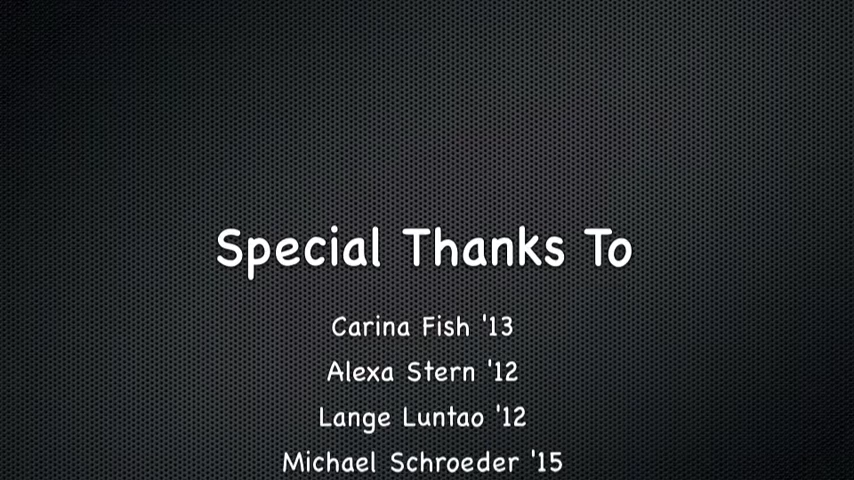 Special Thanks To
Carina Fish '13
Alexa Stern '12
Lange Luntao '12
Michael Schroeder '15